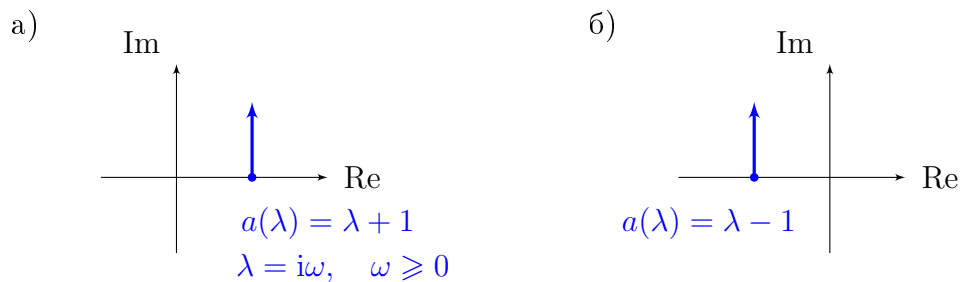 а)
Im
Re
a(λ) = λ + 1
λ = iω, ω ⩾ 0
б)
Im
Re
a(λ) = λ − 1